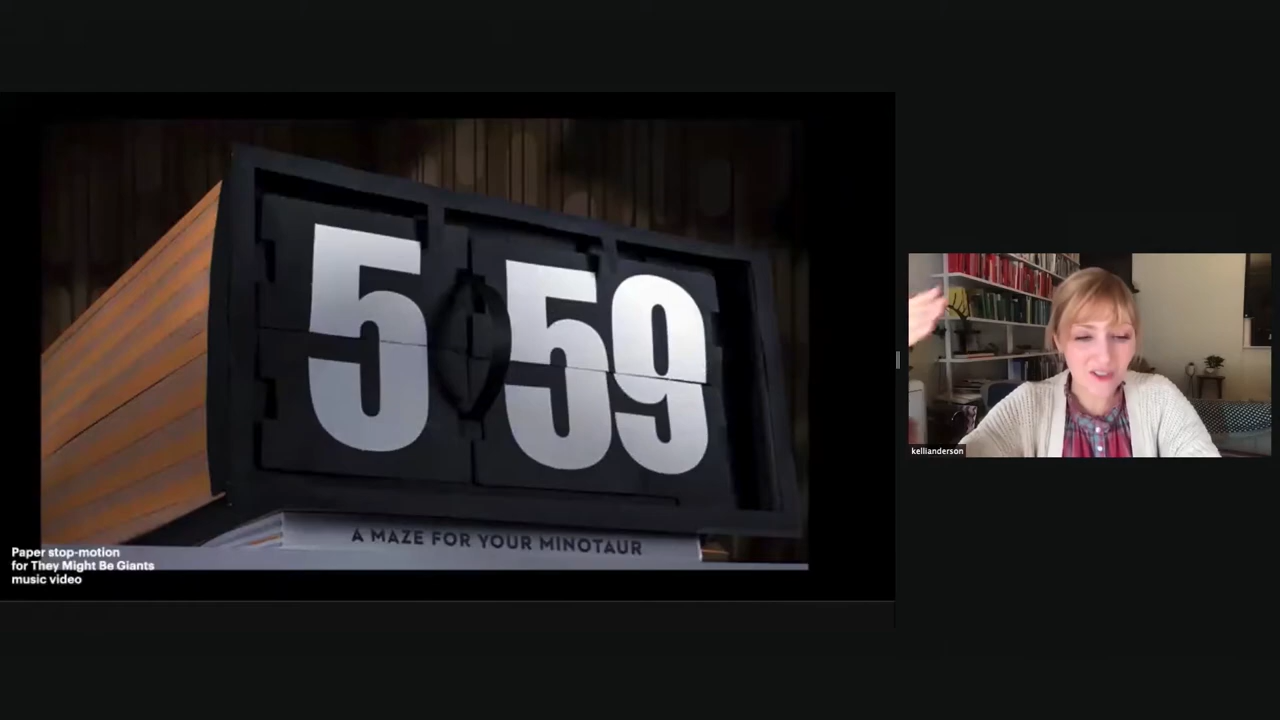 5 59
A MAZE FOR YOUR MINOTAUR
Paper stop-motion
for They Might Be Giants
music video
kellianderson